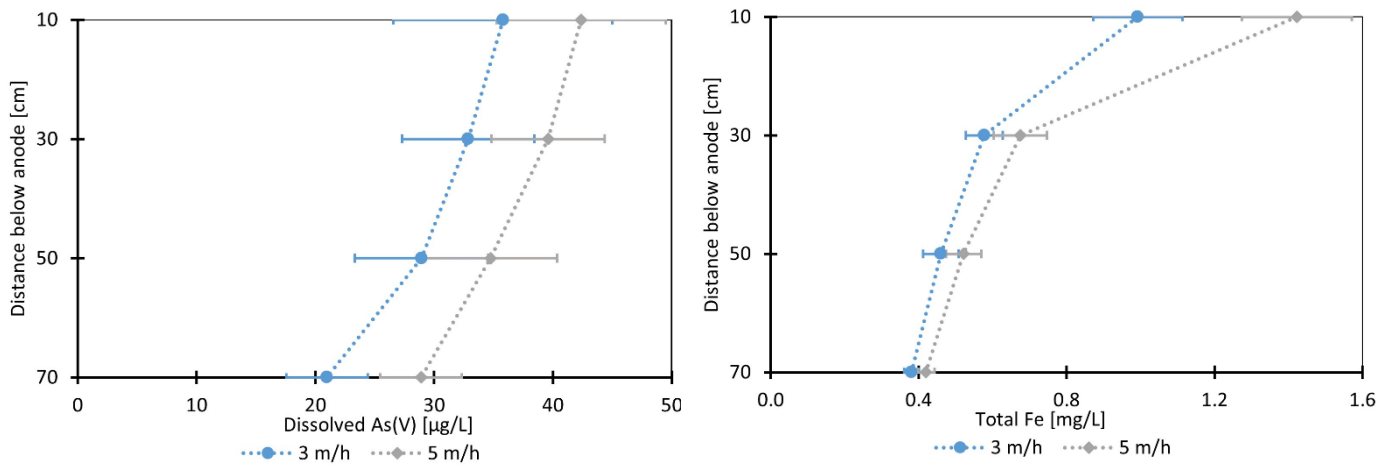 Distance below anode [cm]
10
30
50
70
0
10
20
30
40
50
Dissolved As(V) [µg/L]
3 m/h
5 m/h
Distance below anode [cm]
10
30
50
70
0.0
0.4
0.8
1.2
1.6
Total Fe [mg/L]
3 m/h
5 m/h